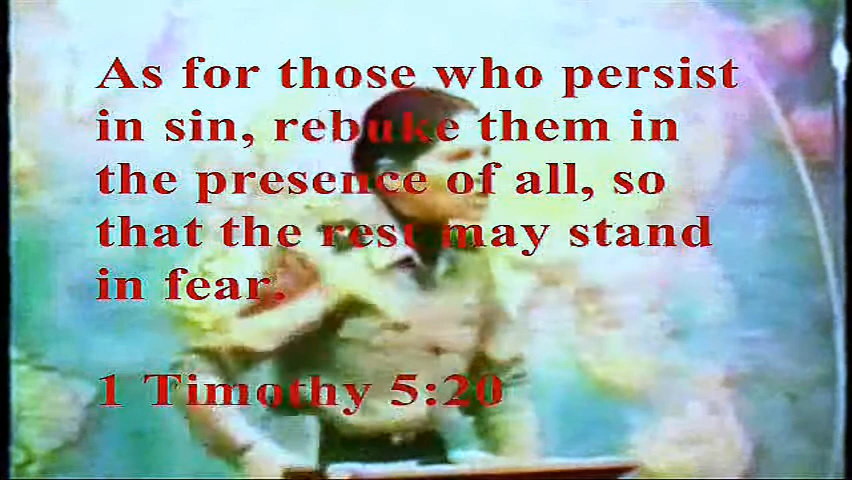 As for those who persist
in sin, rebuke them in
the presence of all, so
that the rest may stand
in fear.
1 Timothy 5:20